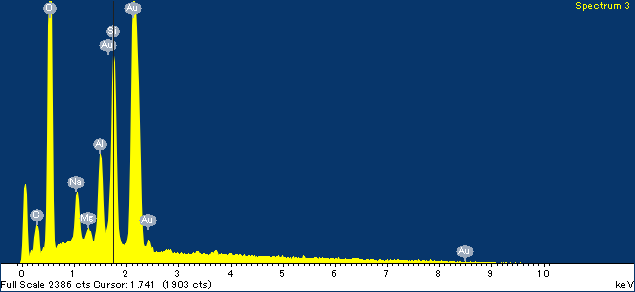 Spectrum 3
O
Au
Si
Au
Al
Na
C
Mg
Au
Au
0 1 2 3 4 5 6 7 8 9 10
Full Scale 2386 cts Cursor: 1.741 (1903 cts) keV